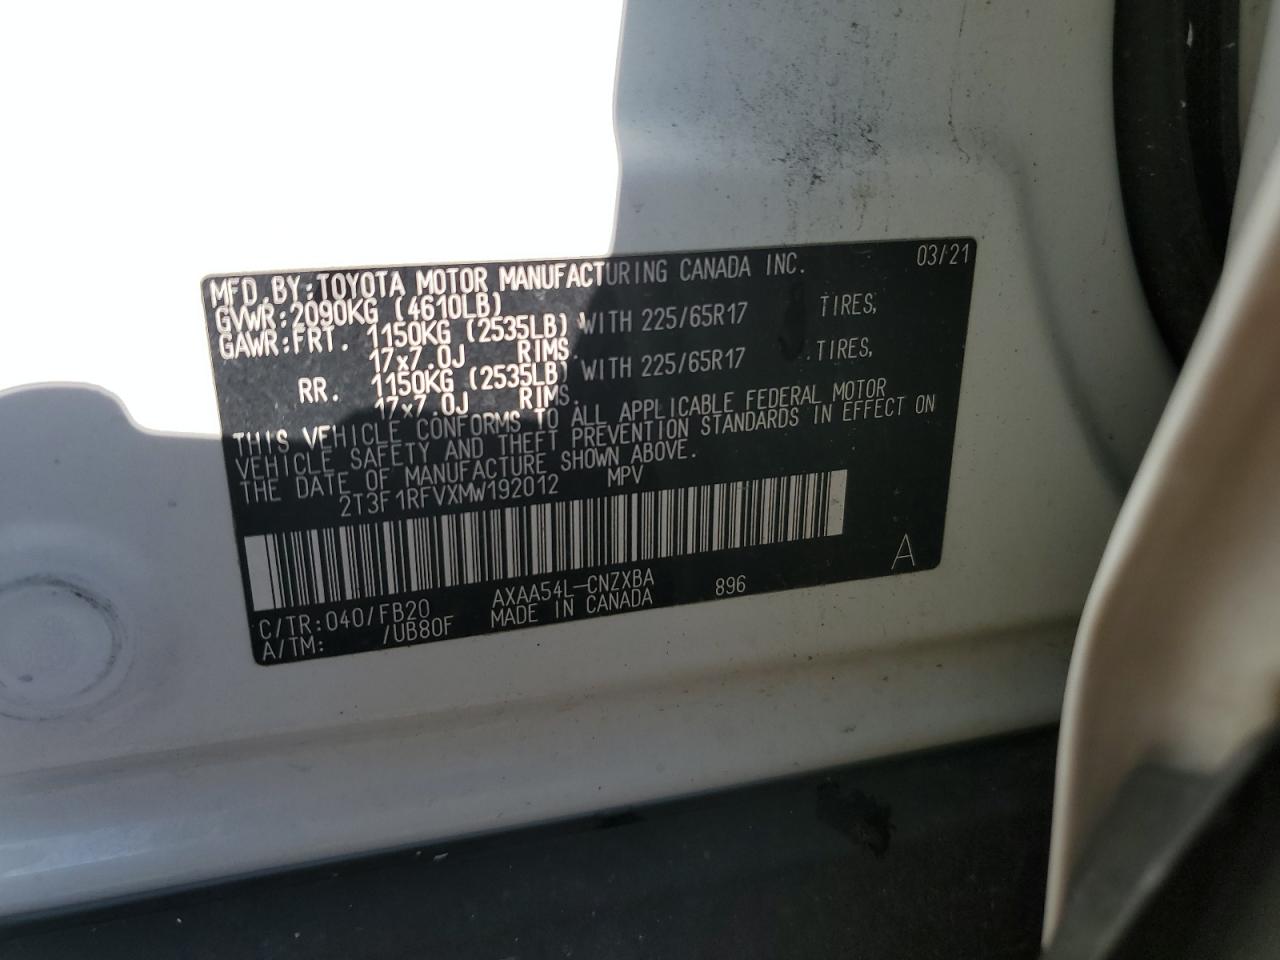 MFD.BY:TOYOTA MOTOR MANUFACTURING CANADA INC. 03/21
GVWR:2090KG (4610LB)
GAWR:FRT. 1150KG (2535LB) WITH 225/65R17 TIRES,
17x7.0J RIMS.
RR. 1150KG (2535LB) WITH 225/65R17 TIRES,
17x7.0J RIMS.
THIS VEHICLE CONFORMS TO ALL APPLICABLE FEDERAL MOTOR
VEHICLE SAFETY AND THEFT PREVENTION STANDARDS IN EFFECT ON
THE DATE OF MANUFACTURE SHOWN ABOVE.
2T3F1RFVXMW192012 MPV
A
C/TR:040/FB20 AXAA54L-CNZXBA 896
A/TM: /UB80F MADE IN CANADA